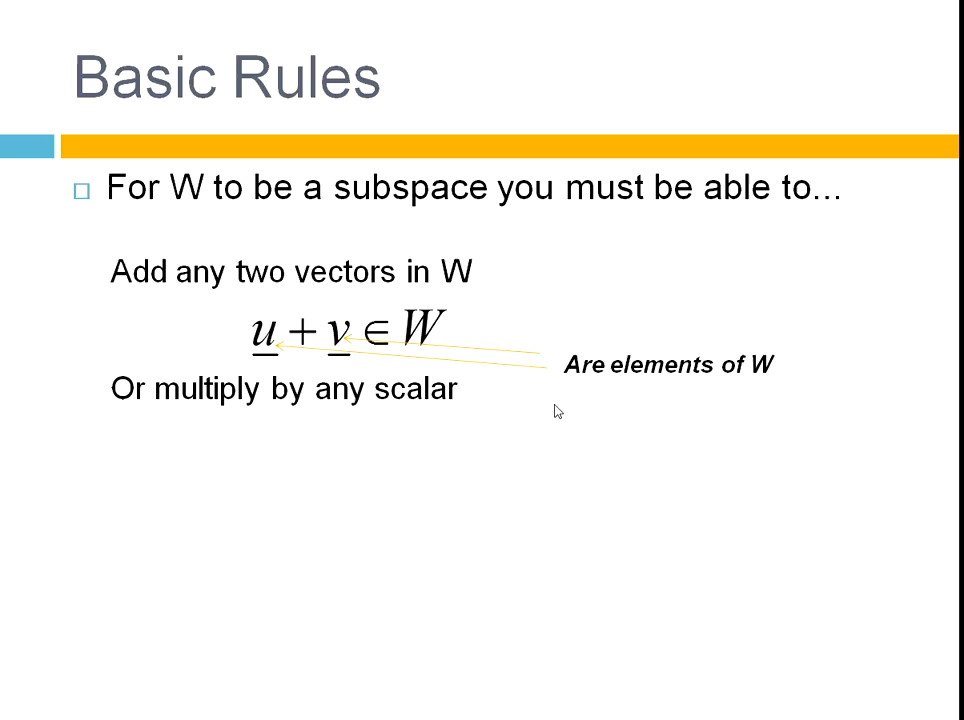 Basic Rules
For W to be a subspace you must be able to...
Add any two vectors in W
u + v ∈ W
Are elements of W
Or multiply by any scalar